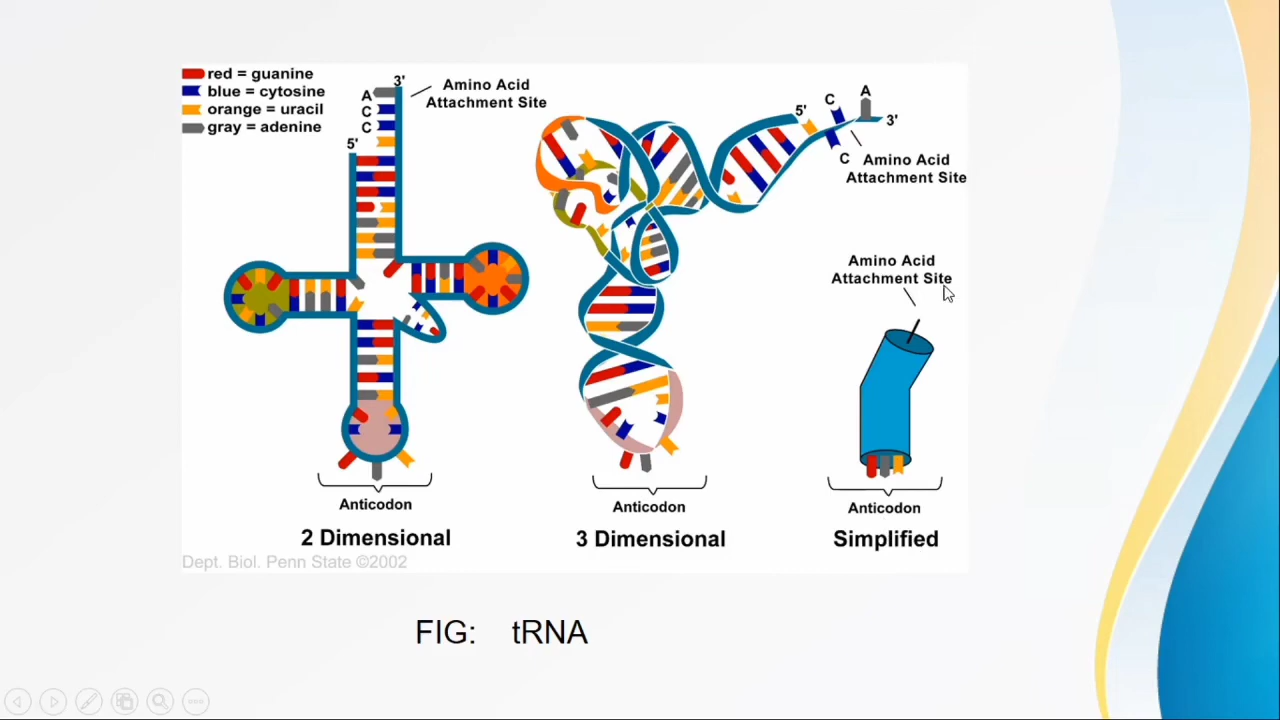 red = guanine
blue = cytosine
orange = uracil
gray = adenine
3'
A
C
C
5'
Amino Acid
Attachment Site
Anticodon
2 Dimensional
5'
C
A
3'
C
Amino Acid
Attachment Site
Anticodon
3 Dimensional
Amino Acid
Attachment Site
Anticodon
Simplified
Dept. Biol. Penn State ©2002
FIG: tRNA